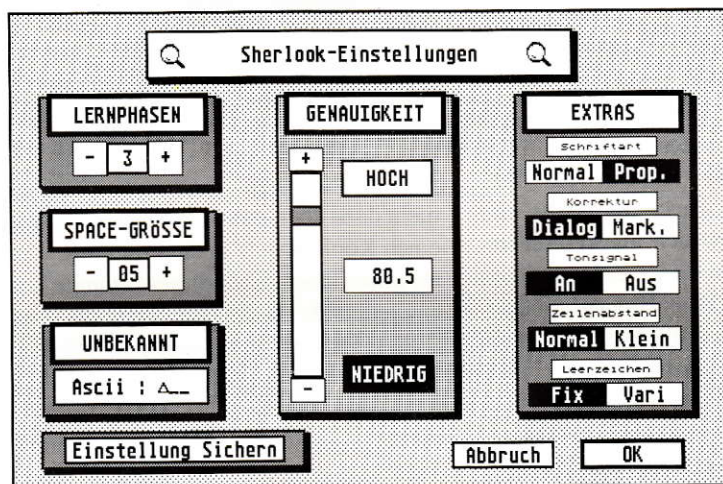 Sherlook-Einstellungen
LERNPHASEN
- 3 +
SPACE-GRÖSSE
- 05 +
UNBEKANNT
Ascii : Δ__
Einstellung Sichern
GENAUIGKEIT
+
HOCH
80.5
NIEDRIG
-
EXTRAS
Schriftart
Normal Prop.
Korrektur
Dialog Mark.
Tonsignal
An Aus
Zeilenabstand
Normal Klein
Leerzeichen
Fix Vari
Abbruch OK